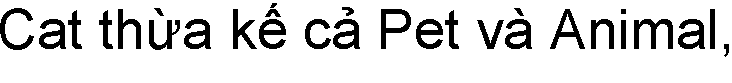 Cat thừa kế cả Pet và Animal,